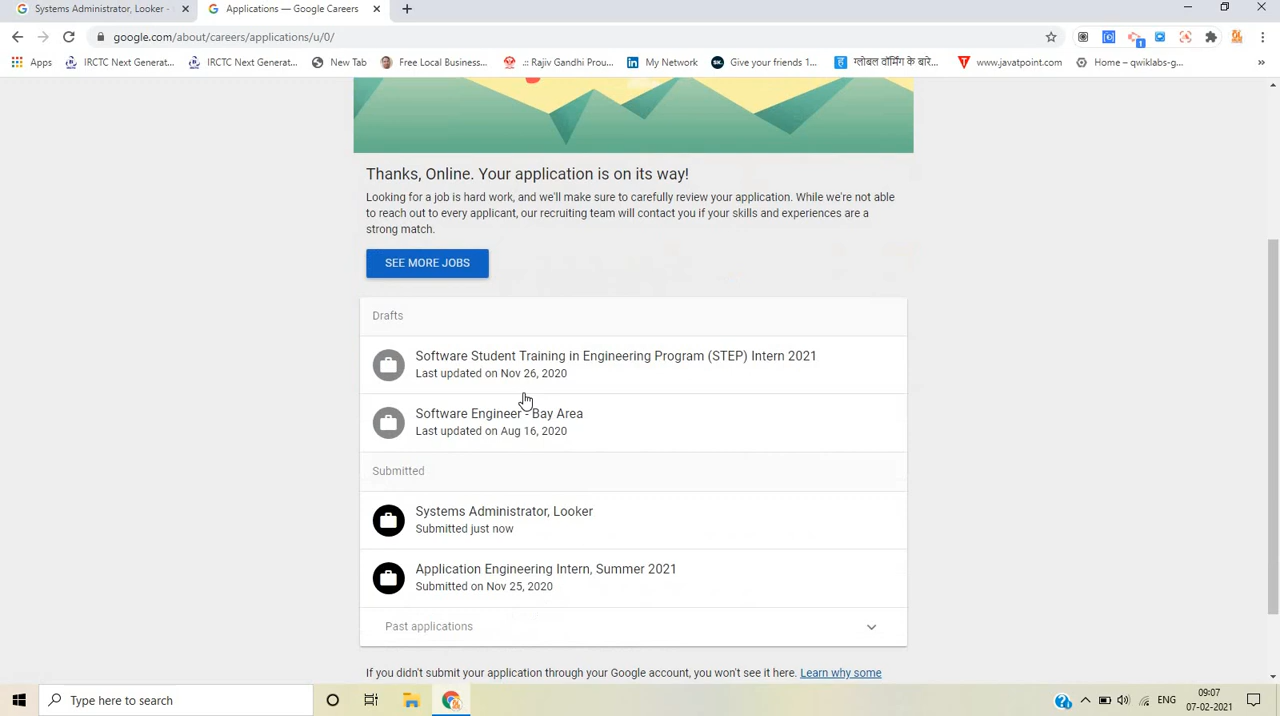 Systems Administrator, Looker -
Applications — Google Careers
google.com/about/careers/applications/u/0/
Apps
IRCTC Next Generat...
IRCTC Next Generat...
New Tab
Free Local Business...
.:: Rajiv Gandhi Prou...
My Network
Give your friends 1...
ग्लोबल वॉर्मिंग के बारे...
www.javatpoint.com
Home – qwiklabs-g...
»
Thanks, Online. Your application is on its way!
Looking for a job is hard work, and we'll make sure to carefully review your application. While we're not able
to reach out to every applicant, our recruiting team will contact you if your skills and experiences are a
strong match.
SEE MORE JOBS
Drafts
Software Student Training in Engineering Program (STEP) Intern 2021
Last updated on Nov 26, 2020
Software Engineer - Bay Area
Last updated on Aug 16, 2020
Submitted
Systems Administrator, Looker
Submitted just now
Application Engineering Intern, Summer 2021
Submitted on Nov 25, 2020
Past applications
If you didn't submit your application through your Google account, you won't see it here. Learn why some
Type here to search
ENG
09:07
07-02-2021